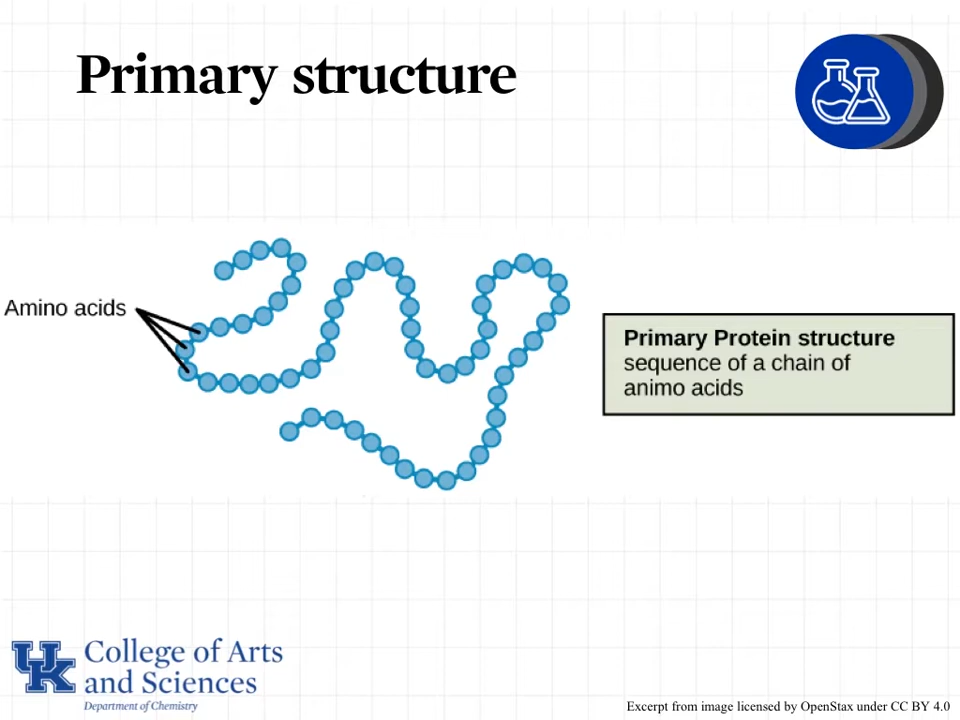 Primary structure
Amino acids
Primary Protein structure
sequence of a chain of
animo acids
UK
College of Arts
and Sciences
Department of Chemistry
Excerpt from image licensed by OpenStax under CC BY 4.0